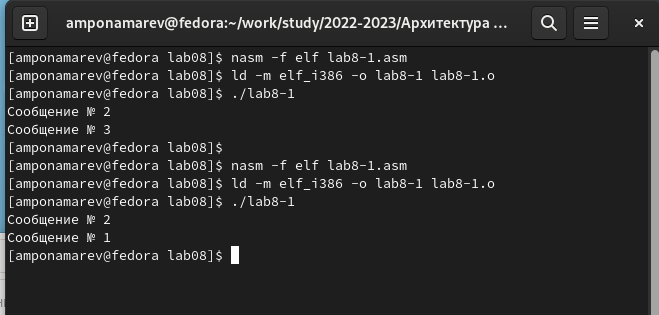 amponamarev@fedora:~/work/study/2022-2023/Архитектура ...
[amponamarev@fedora lab08]$ nasm -f elf lab8-1.asm
[amponamarev@fedora lab08]$ ld -m elf_i386 -o lab8-1 lab8-1.o
[amponamarev@fedora lab08]$ ./lab8-1
Сообщение № 2
Сообщение № 3
[amponamarev@fedora lab08]$
[amponamarev@fedora lab08]$ nasm -f elf lab8-1.asm
[amponamarev@fedora lab08]$ ld -m elf_i386 -o lab8-1 lab8-1.o
[amponamarev@fedora lab08]$ ./lab8-1
Сообщение № 2
Сообщение № 1
[amponamarev@fedora lab08]$